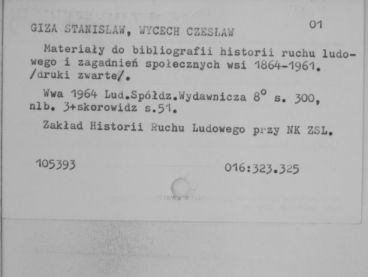 01
GIZA STANISLAW, WYCECH CZESLAW
Materiały do bibliografii historii ruchu ludo-
wego i zagadnień społecznych wsi 1864-1961.
/druki zwarte/.
Wwa 1964 Lud.Spółdz.Wydawnicza 8° s. 300,
nlb. 3+skorowidz s.51.
Zakład Historii Ruchu Ludowego przy NK ZSL.
105393 016:323.325